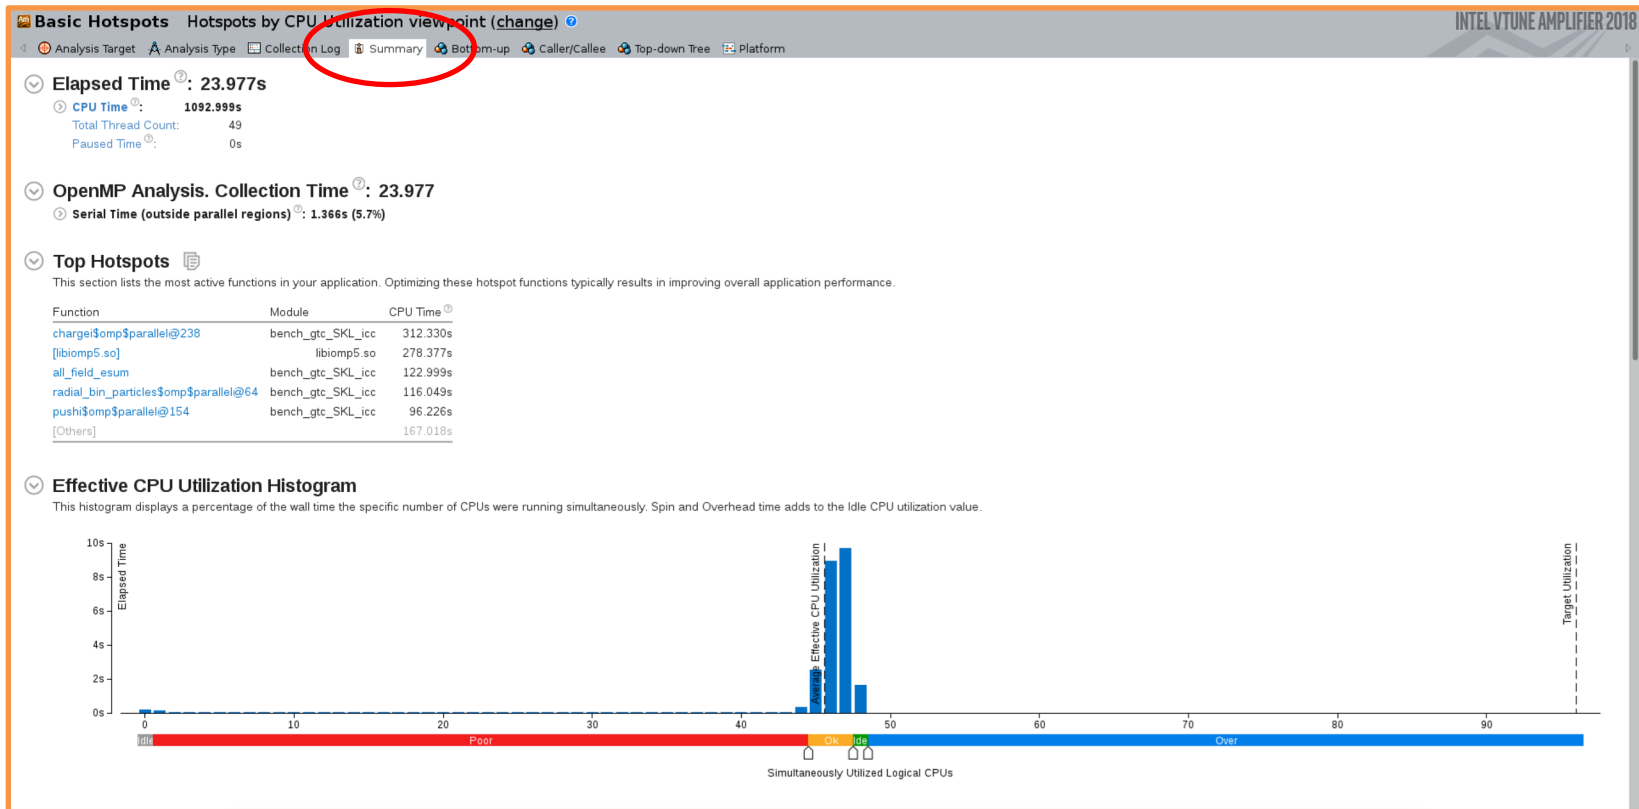 Basic Hotspots Hotspots by CPU Utilization viewpoint (change) ?
INTEL VTUNE AMPLIFIER 2018
Analysis Target Analysis Type Collection Log Summary Bottom-up Caller/Callee Top-down Tree Platform
Elapsed Time ?: 23.977s
CPU Time ?: 1092.999s
Total Thread Count: 49
Paused Time ?: 0s
OpenMP Analysis. Collection Time ?: 23.977
Serial Time (outside parallel regions) ?: 1.366s (5.7%)
Top Hotspots
This section lists the most active functions in your application. Optimizing these hotspot functions typically results in improving overall application performance.
Function Module CPU Time ?
chargei$omp$parallel@238 bench_gtc_SKL_icc 312.330s
[libiomp5.so] libiomp5.so 278.377s
all_field_esum bench_gtc_SKL_icc 122.999s
radial_bin_particles$omp$parallel@64 bench_gtc_SKL_icc 116.049s
pushi$omp$parallel@154 bench_gtc_SKL_icc 96.226s
[Others] 167.018s
Effective CPU Utilization Histogram
This histogram displays a percentage of the wall time the specific number of CPUs were running simultaneously. Spin and Overhead time adds to the Idle CPU utilization value.
10s
8s
6s
4s
2s
0s
Elapsed Time
Average Effective CPU Utilization
Target Utilization
0 10 20 30 40 50 60 70 80 90
Idle Poor Ok Ide Over
Simultaneously Utilized Logical CPUs